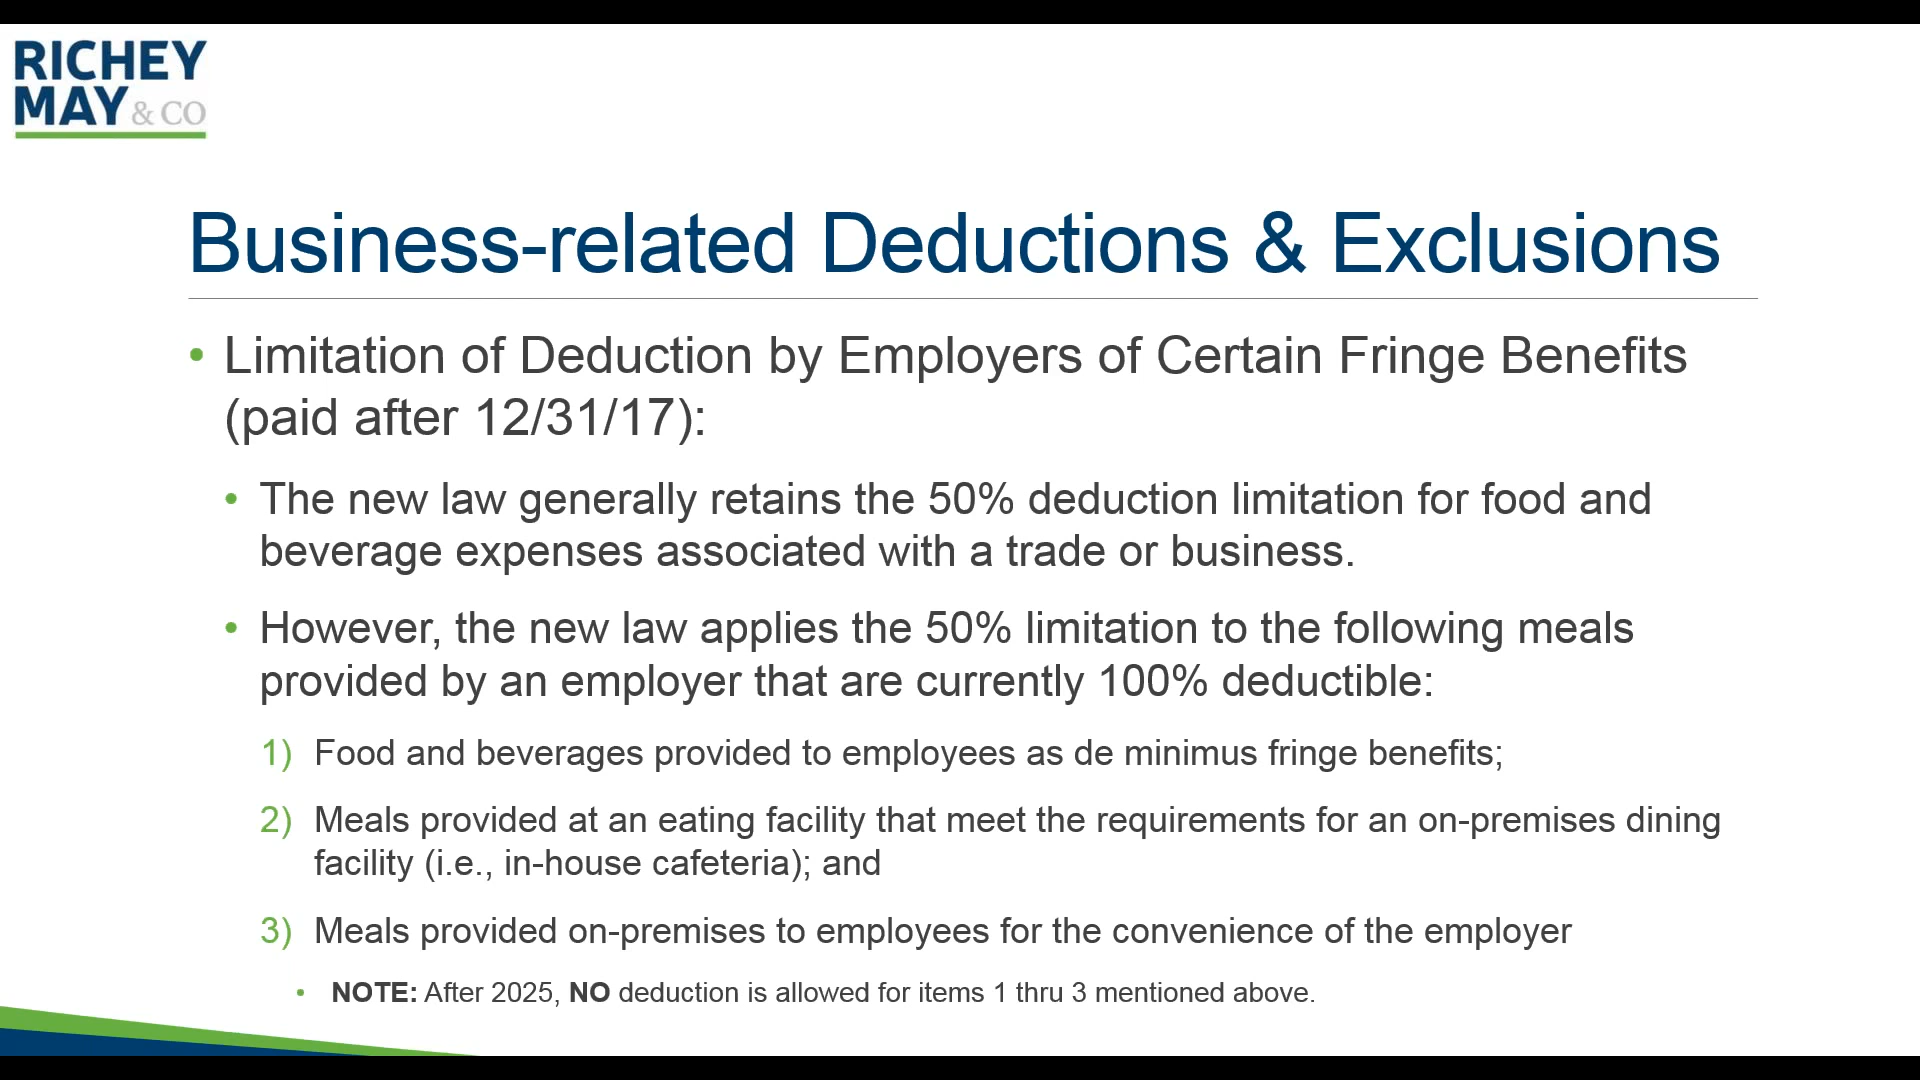 RICHEY
MAY & CO
Business-related Deductions & Exclusions
• Limitation of Deduction by Employers of Certain Fringe Benefits
(paid after 12/31/17):
• The new law generally retains the 50% deduction limitation for food and
beverage expenses associated with a trade or business.
• However, the new law applies the 50% limitation to the following meals
provided by an employer that are currently 100% deductible:
1) Food and beverages provided to employees as de minimus fringe benefits;
2) Meals provided at an eating facility that meet the requirements for an on-premises dining
facility (i.e., in-house cafeteria); and
3) Meals provided on-premises to employees for the convenience of the employer
• NOTE: After 2025, NO deduction is allowed for items 1 thru 3 mentioned above.